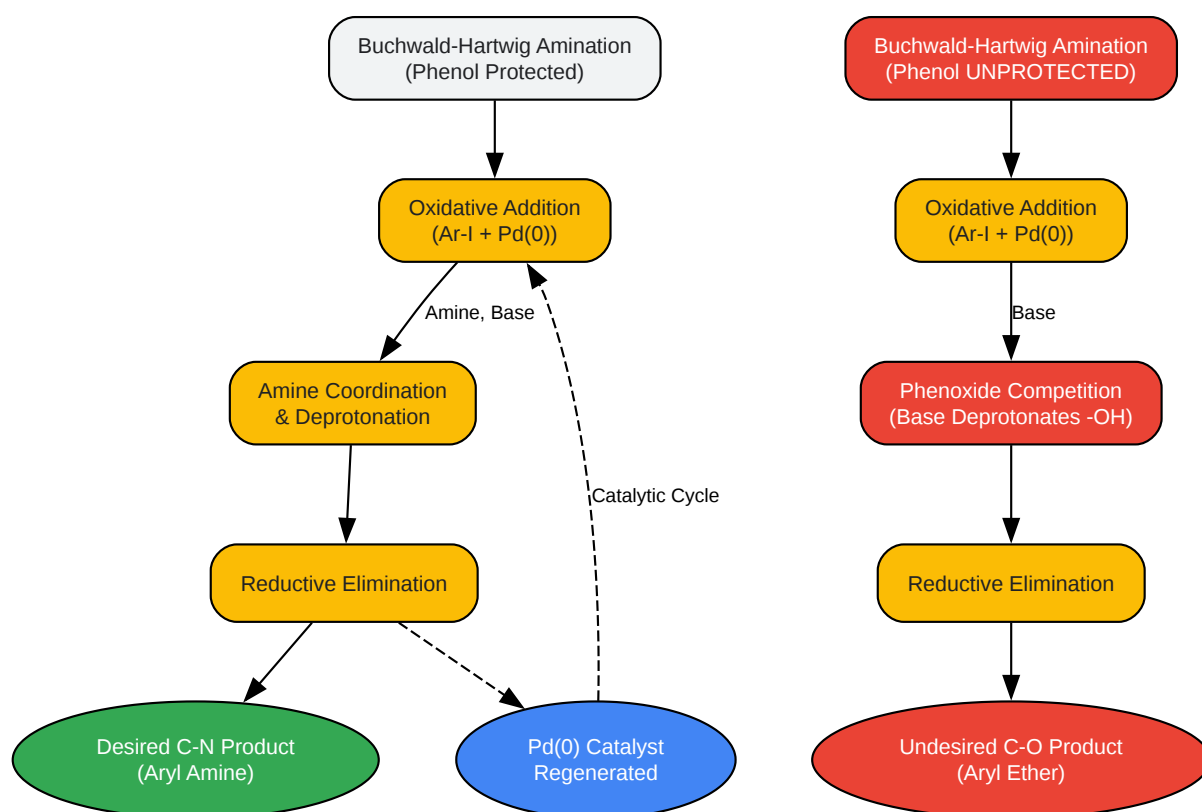 Buchwald-Hartwig Amination
(Phenol Protected)
Oxidative Addition
(Ar-I + Pd(0))
Amine, Base
Amine Coordination
& Deprotonation
Catalytic Cycle
Reductive Elimination
Desired C-N Product
(Aryl Amine)
Pd(0) Catalyst
Regenerated
Buchwald-Hartwig Amination
(Phenol UNPROTECTED)
Oxidative Addition
(Ar-I + Pd(0))
Base
Phenoxide Competition
(Base Deprotonates -OH)
Reductive Elimination
Undesired C-O Product
(Aryl Ether)